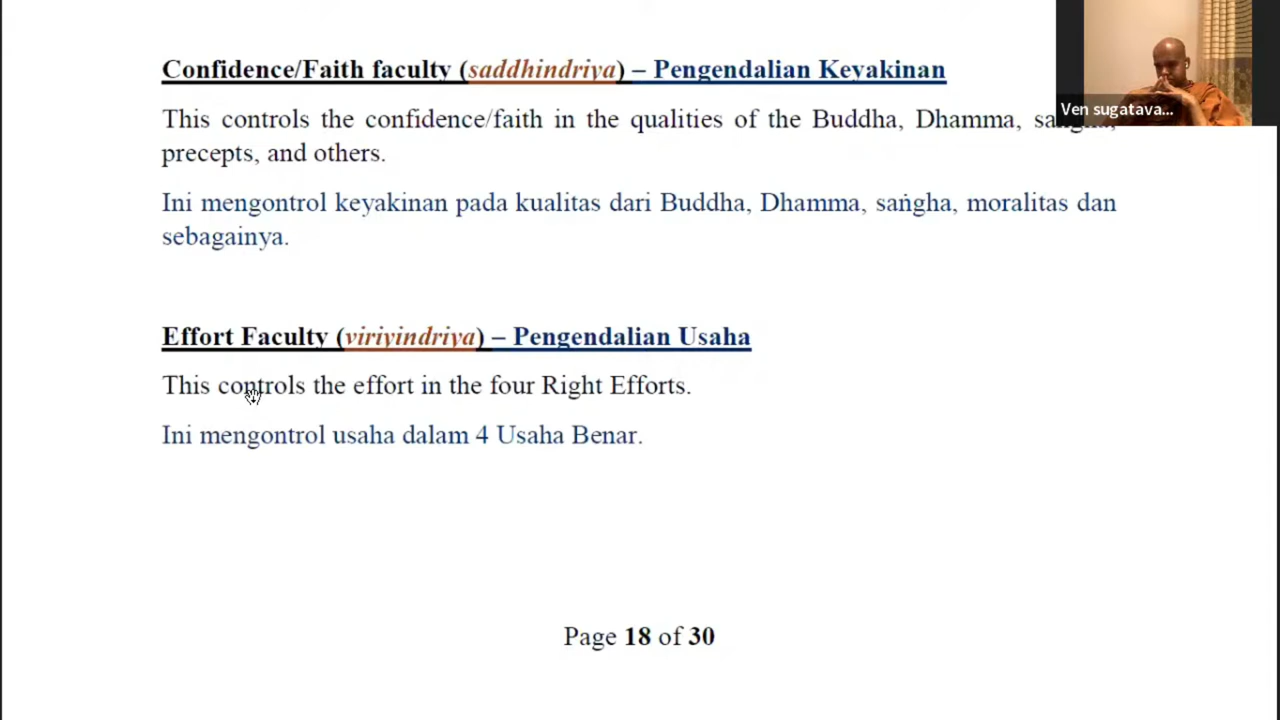 Confidence/Faith faculty (saddhindriya) – Pengendalian Keyakinan
This controls the confidence/faith in the qualities of the Buddha, Dhamma,
precepts, and others.
Ini mengontrol keyakinan pada kualitas dari Buddha, Dhamma, saṅgha, moralitas dan
sebagainya.
Effort Faculty (viriyindriya) – Pengendalian Usaha
This controls the effort in the four Right Efforts.
Ini mengontrol usaha dalam 4 Usaha Benar.
Page 18 of 30
Ven sugatava...